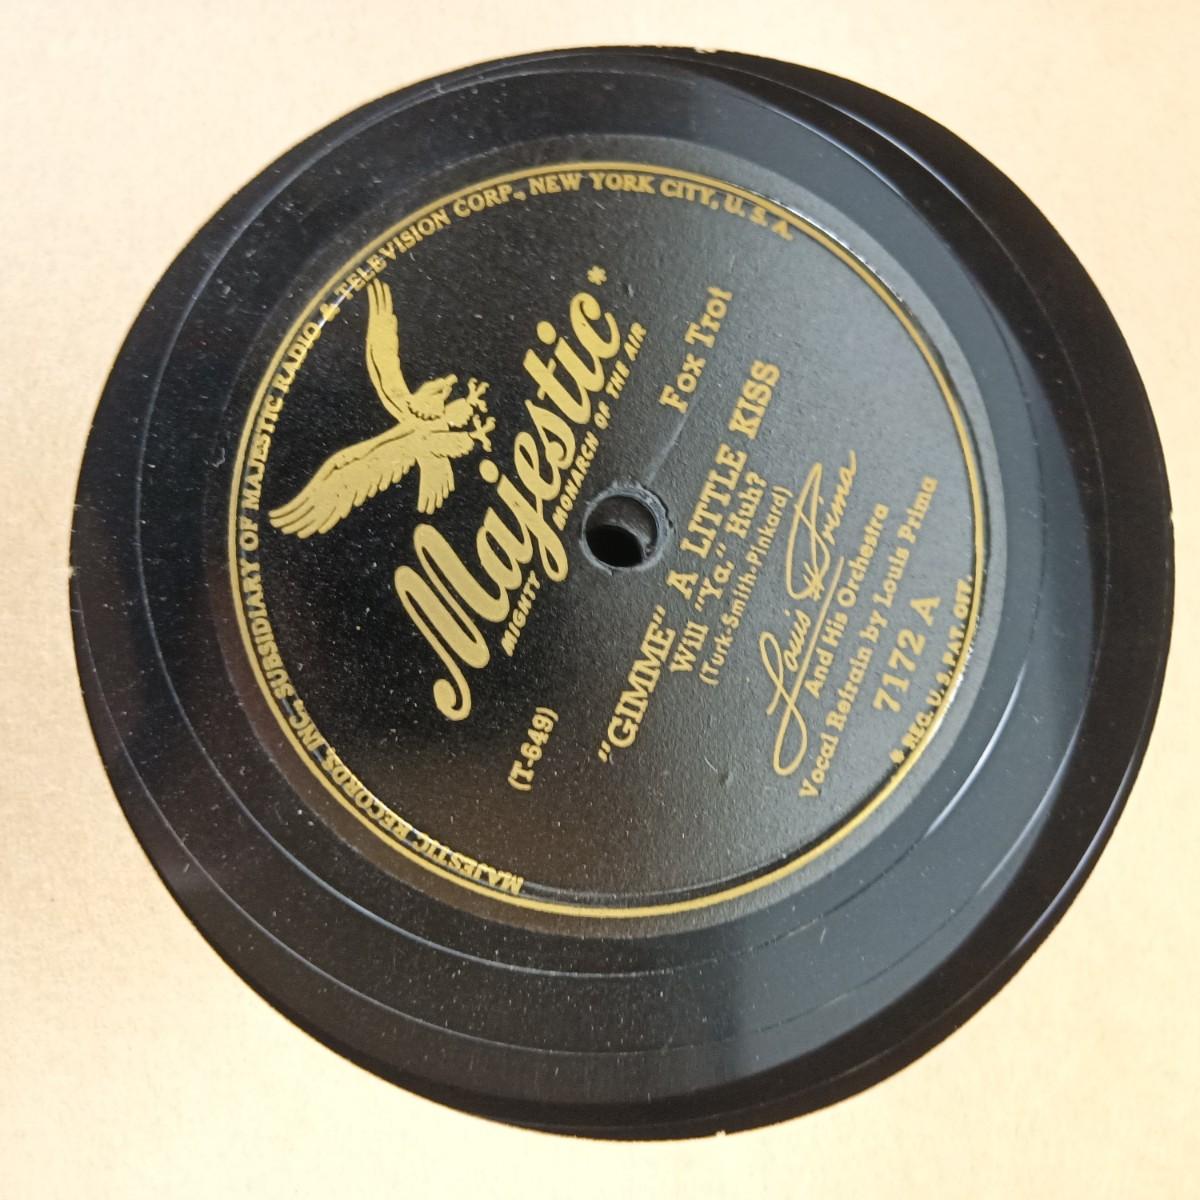 MAJESTIC RECORDS, INC., SUBSIDIARY OF MAJESTIC RADIO & TELEVISION CORP., NEW YORK CITY, U. S. A.
Majestic*
MIGHTY MONARCH OF THE AIR
(T-649)
Fox Trot
"GIMME" A LITTLE KISS
Will "Ya," Huh?
(Turk-Smith-Pinkard)
Louis Prima
And His Orchestra
Vocal Refrain by Louis Prima
7172 A
* REG. U.S. PAT. OFF.